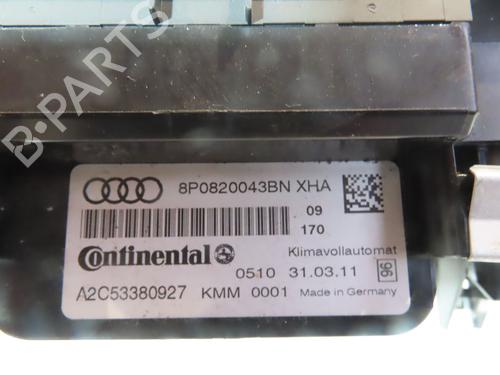 B-PARTS
8P0820043BN XHA
09
170
Continental
Klimavollautomat
0510 31.03.11 96
A2C53380927 KMM 0001 Made in Germany